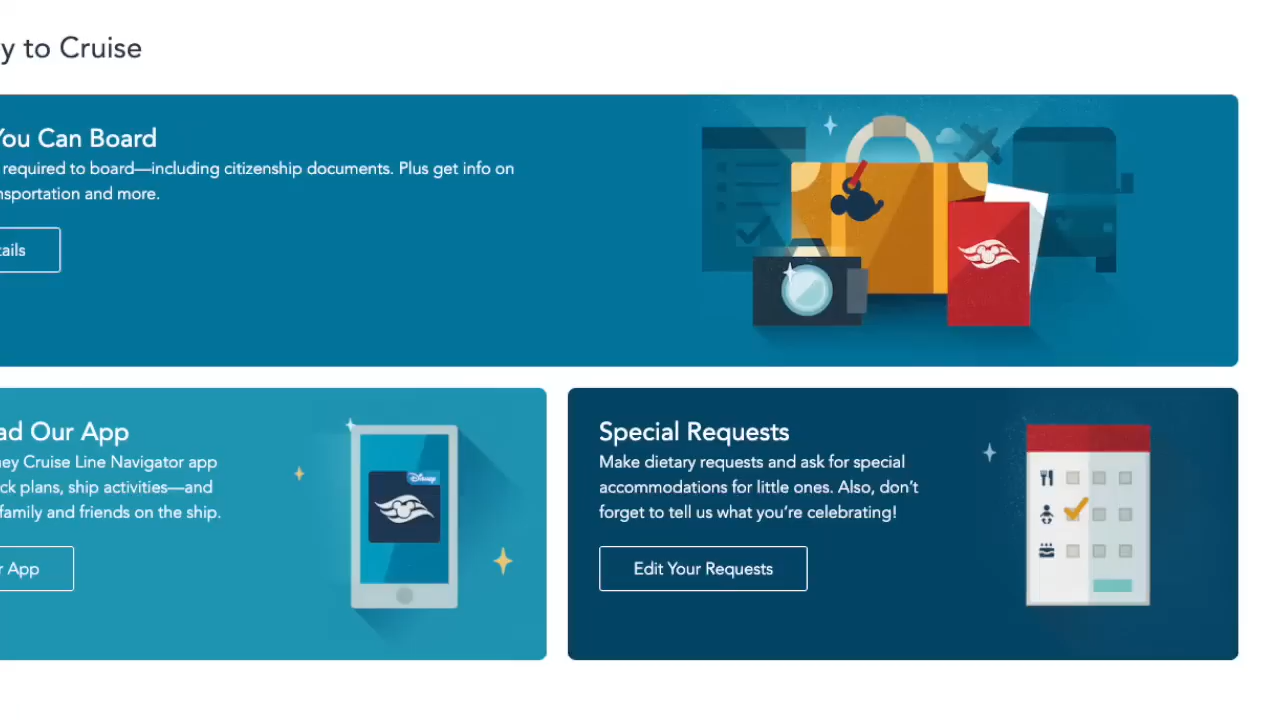 y to Cruise
You Can Board
required to board—including citizenship documents. Plus get info on
nsportation and more.
ails
ad Our App
ey Cruise Line Navigator app
ck plans, ship activities—and
family and friends on the ship.
r App
Disney
Special Requests
Make dietary requests and ask for special
accommodations for little ones. Also, don’t
forget to tell us what you’re celebrating!
Edit Your Requests